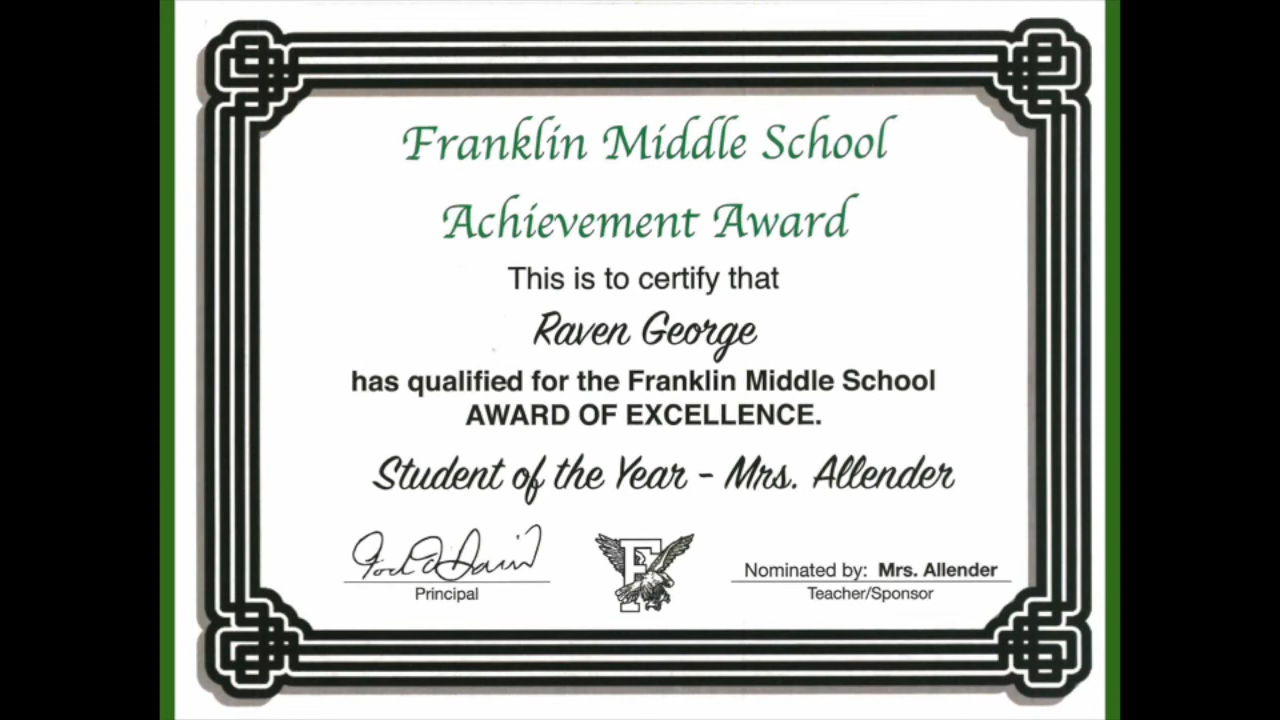 Franklin Middle School
Achievement Award
This is to certify that
Raven George
has qualified for the Franklin Middle School
AWARD OF EXCELLENCE.
Student of the Year - Mrs. Allender
F
Nominated by: Mrs. Allender
Principal
Teacher/Sponsor